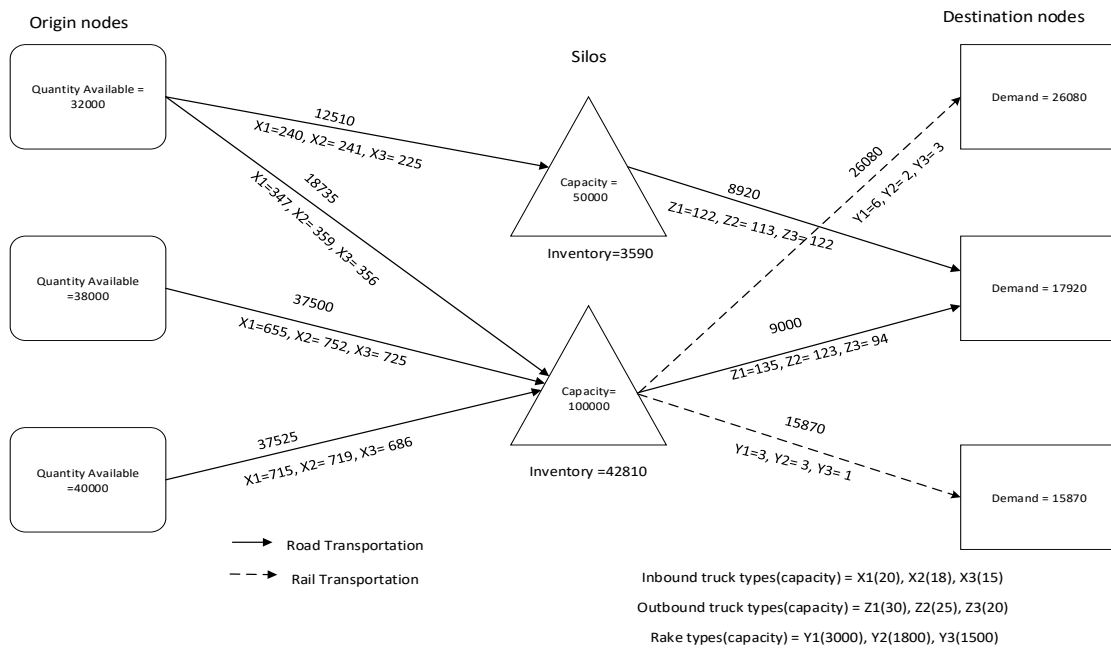 Origin nodes
Destination nodes
Silos
Quantity Available =
32000
Quantity Available
=38000
Quantity Available
=40000
12510
X1=240, X2= 241, X3= 225
18735
X1=347, X2= 359, X3= 356
37500
X1=655, X2= 752, X3= 725
37525
X1=715, X2= 719, X3= 686
Capacity =
50000
Inventory=3590
Capacity=
100000
Inventory =42810
8920
Z1=122, Z2= 113, Z3= 122
26080
Y1=6, Y2= 2, Y3= 3
9000
Z1=135, Z2= 123, Z3= 94
15870
Y1=3, Y2= 3, Y3= 1
Demand = 26080
Demand = 17920
Demand = 15870
Road Transportation
Rail Transportation
Inbound truck types(capacity) = X1(20), X2(18), X3(15)
Outbound truck types(capacity) = Z1(30), Z2(25), Z3(20)
Rake types(capacity) = Y1(3000), Y2(1800), Y3(1500)